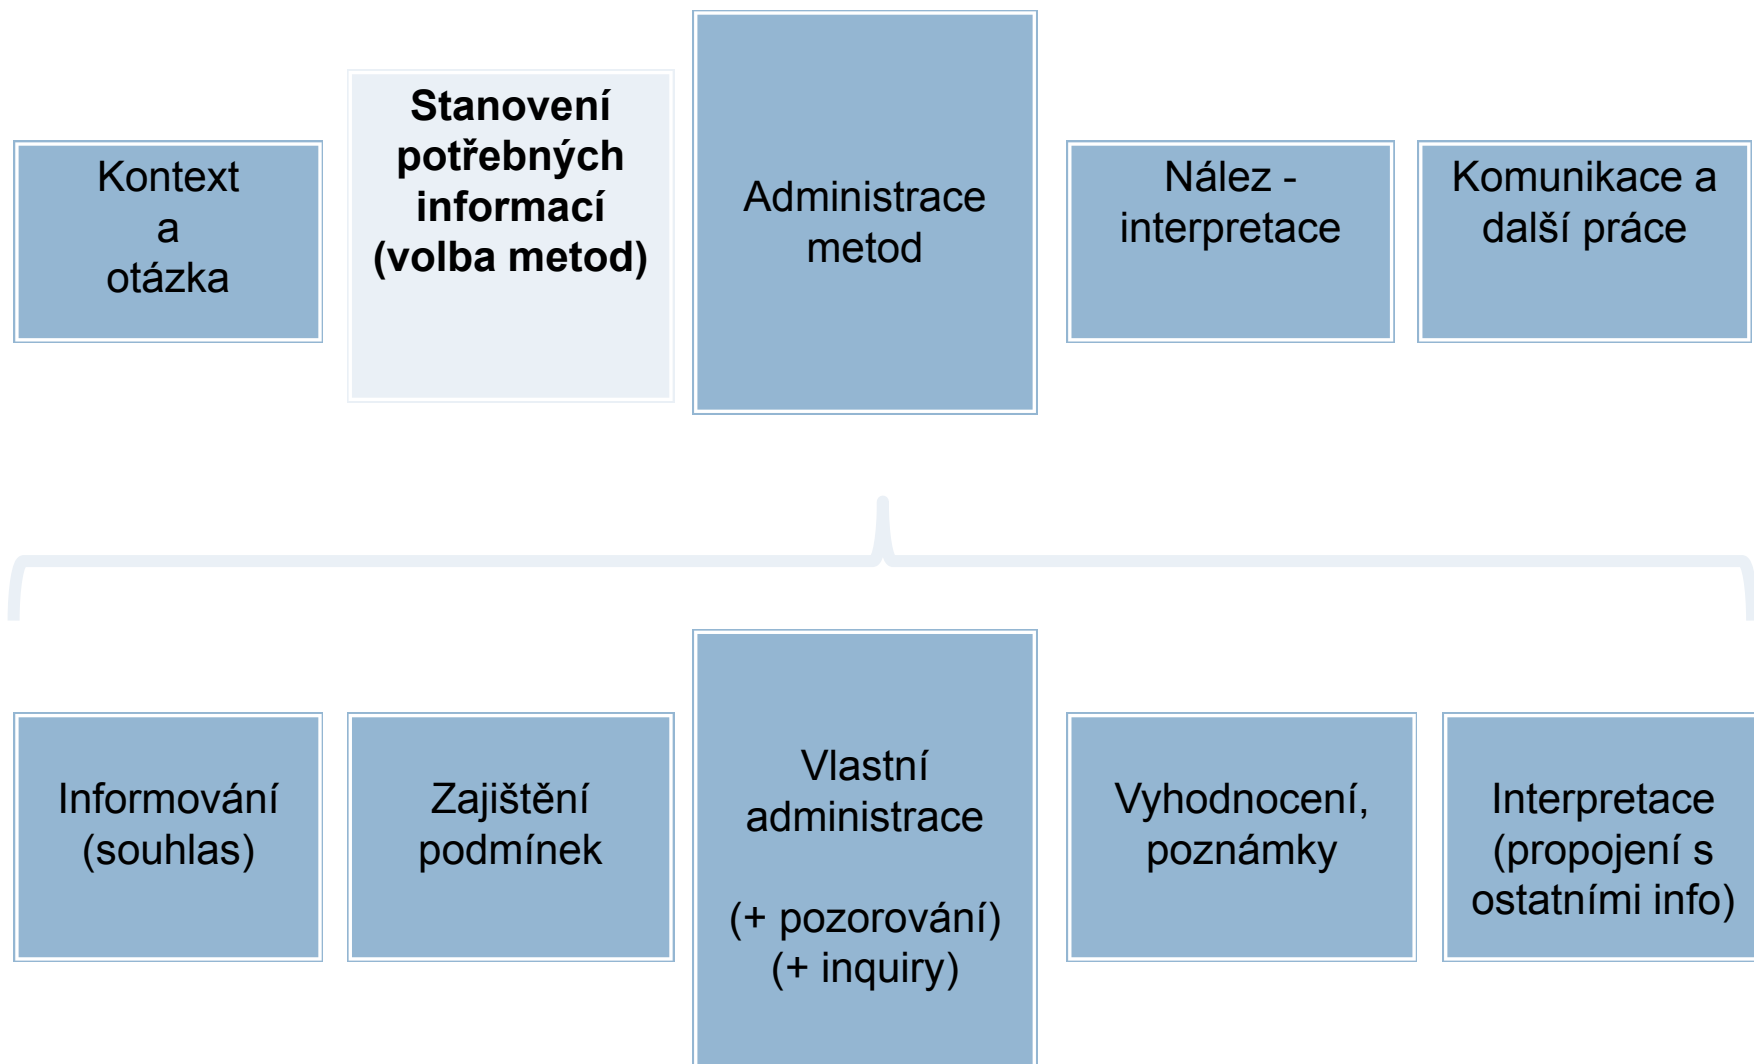 Kontext
a
otázka
Stanovení
potřebných
informací
(volba metod)
Administrace
metod
Nález -
interpretace
Komunikace a
další práce
Informování
(souhlas)
Zajištění
podmínek
Vlastní
administrace
(+ pozorování)
(+ inquiry)
Vyhodnocení,
poznámky
Interpretace
(propojení s
ostatními info)